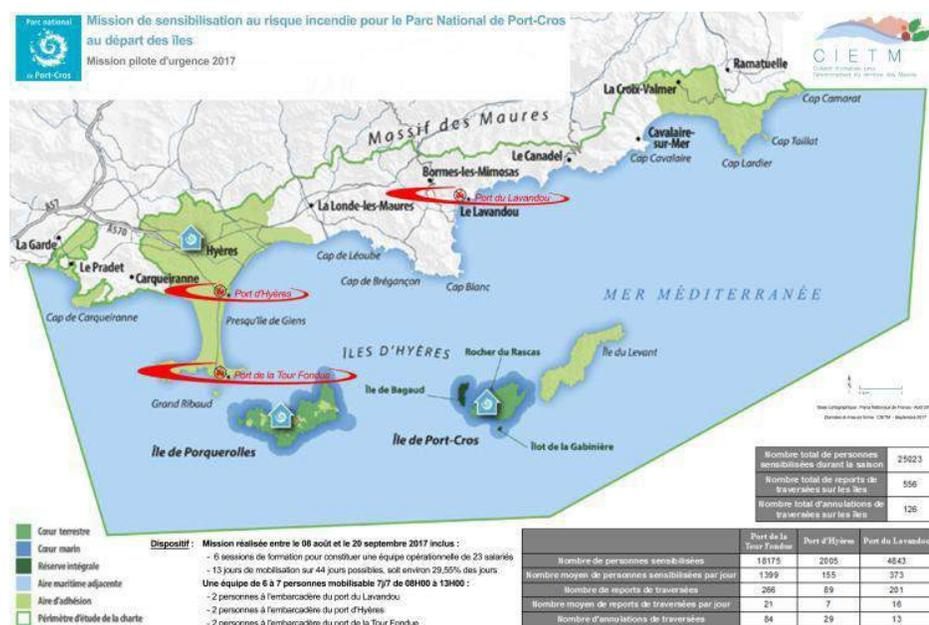 Parc national
de Port-Cros
Mission de sensibilisation au risque incendie pour le Parc National de Port-Cros
au départ des îles
Mission pilote d'urgence 2017
CIETM
Ramatuelle
La Croix-Valmer
Cap Camarat
Massif des Maures
Cavalaire-
sur-Mer
Cap Taillat
Le Canadel
Cap Cavalaire
Cap Lardier
Bormes-les-Mimosas
Port du Lavandou
La Londe-les-Maures
Le Lavandou
A57
A570
La Garde
Hyères
Le Pradet
Cap de Léoube
Carqueiranne
Cap de Brégançon
Cap Blanc
Port d'Hyères
MER MÉDITERRANÉE
Cap de Carqueiranne
Presqu'île de Giens
ÎLES D'HYÈRES
Rocher du Rascas
Île du Levant
Port de la Tour Fondue
Île de Bagaud
Grand Ribaud
Île de Port-Cros
Îlot de la Gabinière
Île de Porquerolles
Nombre total de personnes
sensibilisées durant la saison
25023
Nombre total de reports de
traversées sur les îles
556
Nombre total d'annulations de
traversées sur les îles
126
Cœur terrestre
Cœur marin
Réserve intégrale
Aire maritime adjacente
Aire d'adhésion
Périmètre d'étude de la charte
Dispositif : Mission réalisée entre le 08 août et le 20 septembre 2017 inclus :
- 6 sessions de formation pour constituer une équipe opérationnelle de 23 salariés
- 13 jours de mobilisation sur 44 jours possibles, soit environ 29,55% des jours
Une équipe de 6 à 7 personnes mobilisable 7j/7 de 08H00 à 13H00 :
- 2 personnes à l'embarcadère du port du Lavandou
- 2 personnes à l'embarcadère du port d'Hyères
- 2 personnes à l'embarcadère du port de la Tour Fondue
Port de la Tour Fondue Port d'Hyères Port du Lavandou
Nombre de personnes sensibilisées 18175 2005 4843
Nombre moyen de personnes sensibilisées par jour 1399 155 373
Nombre de reports de traversées 266 89 201
Nombre moyen de reports de traversées par jour 21 7 16
Nombre d'annulations de traversées 84 29 13